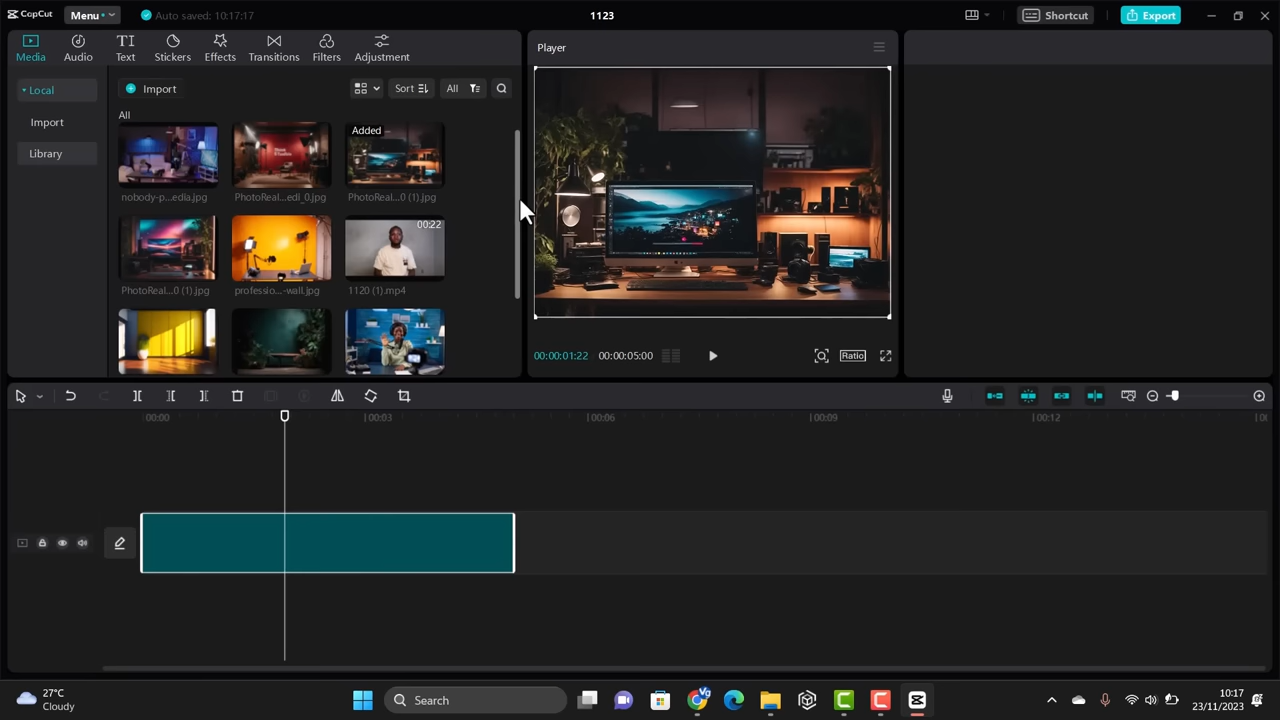 CapCut
Menu
Auto saved: 10:17:17
1123
Shortcut
Export
Media
Audio
Text
Sticker
Effects
Transitions
Filters
Adjustment
Player
Local
Import
Sort
All
Import
Library
All
Added
nobody-p...edia.jpg
PhotoReal...edi_0.jpg
PhotoReal...0 (1).jpg
00:22
PhotoReal...0 (1).jpg
professio...-wall.jpg
1120 (1).mp4
00:00:01:22
00:00:05:00
Ratio
00:00
00:03
00:06
00:09
00:12
27°C
Cloudy
Search
Vg
10:17
23/11/2023